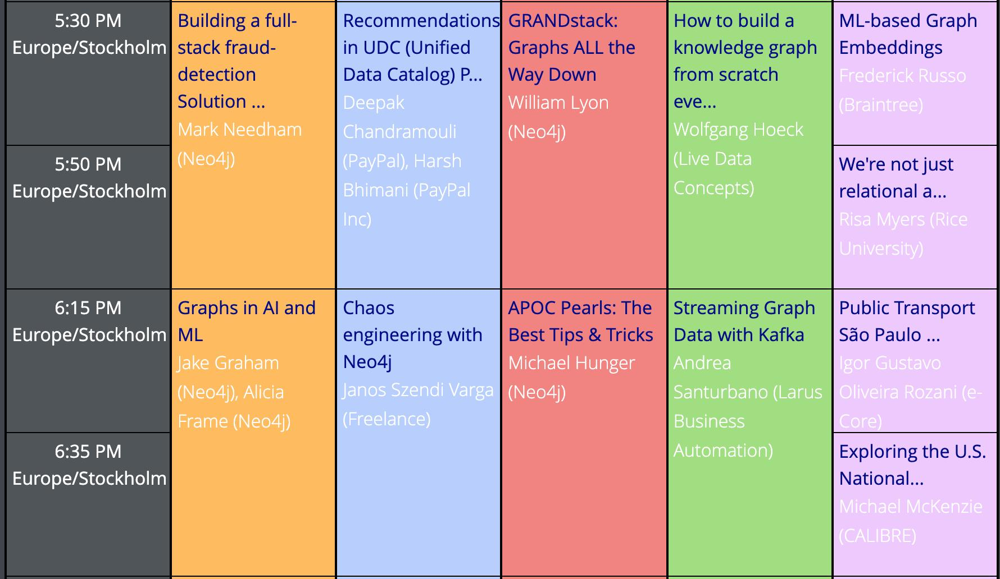 5:30 PM
Europe/Stockholm
Building a full-
stack fraud-
detection
Solution ...
Mark Needham
(Neo4j)
Recommendations
in UDC (Unified
Data Catalog) P...
Deepak
Chandramouli
(PayPal), Harsh
Bhimani (PayPal
Inc)
GRANDstack:
Graphs ALL the
Way Down
William Lyon
(Neo4j)
How to build a
knowledge graph
from scratch
eve...
Wolfgang Hoeck
(Live Data
Concepts)
ML-based Graph
Embeddings
Frederick Russo
(Braintree)
5:50 PM
Europe/Stockholm
We're not just
relational a...
Risa Myers (Rice
University)
6:15 PM
Europe/Stockholm
Graphs in AI and
ML
Jake Graham
(Neo4j), Alicia
Frame (Neo4j)
Chaos
engineering with
Neo4j
Janos Szendi Varga
(Freelance)
APOC Pearls: The
Best Tips & Tricks
Michael Hunger
(Neo4j)
Streaming Graph
Data with Kafka
Andrea
Santurbano (Larus
Business
Automation)
Public Transport
São Paulo ...
Igor Gustavo
Oliveira Rozani (e-
Core)
6:35 PM
Europe/Stockholm
Exploring the U.S.
National...
Michael McKenzie
(CALIBRE)